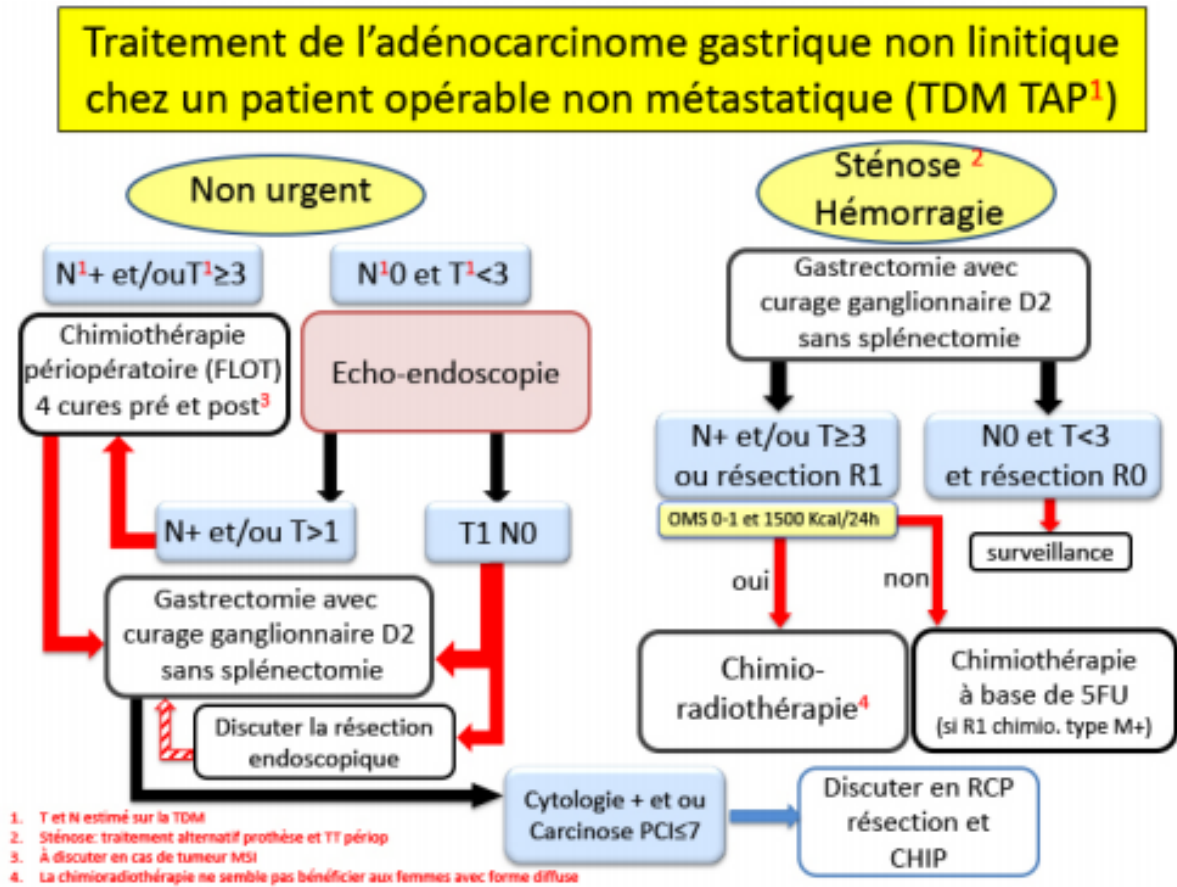 Traitement de l'adénocarcinome gastrique non linitique
chez un patient opérable non métastatique (TDM TAP¹)
Non urgent
N¹+ et/ouT¹≥3
N¹0 et T¹<3
Chimiothérapie
périopératoire (FLOT)
4 cures pré et post³
Echo-endoscopie
N+ et/ou T>1
T1 N0
Gastrectomie avec
curage ganglionnaire D2
sans splénectomie
Discuter la résection
endoscopique
Sténose ²
Hémorragie
Gastrectomie avec
curage ganglionnaire D2
sans splénectomie
N+ et/ou T≥3
ou résection R1
N0 et T<3
et résection R0
OMS 0-1 et 1500 Kcal/24h
surveillance
oui
non
Chimio-
radiothérapie⁴
Chimiothérapie
à base de 5FU
(si R1 chimio. type M+)
Cytologie + et ou
Carcinose PCI≤7
Discuter en RCP
résection et
CHIP
1. T et N estimé sur la TDM
2. Sténose: traitement alternatif prothèse et TT périop
3. À discuter en cas de tumeur MSI
4. La chimioradiothérapie ne semble pas bénéficier aux femmes avec forme diffuse